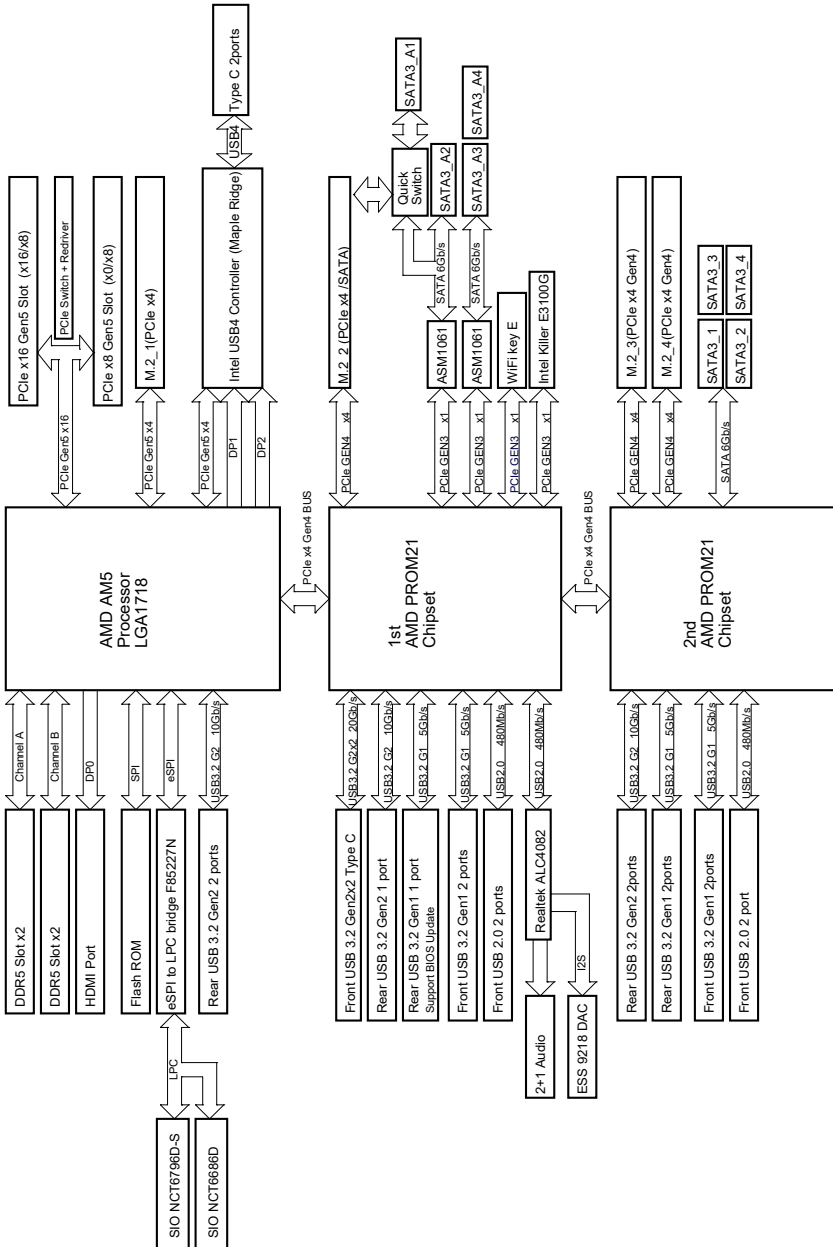 PCIe x16 Gen5 Slot (x16/x8)
PCIe Switch + Redriver
PCIe x8 Gen5 Slot (x0/x8)
PCIe Gen5 x16
M.2_1(PCIe x4)
PCIe Gen5 x4
Intel USB4 Controller (Maple Ridge)
USB4
Type C 2ports
PCIe Gen5 x4
DP1
DP2
AMD AM5
Processor
LGA1718
Channel A
DDR5 Slot x2
Channel B
DDR5 Slot x2
DP0
HDMI Port
SPI
Flash ROM
eSPI
eSPI to LPC bridge F85227N
LPC
SIO NCT6796D-S
SIO NCT6686D
USB3.2 G2 10Gb/s
Rear USB 3.2 Gen2 2 ports
PCIe x4 Gen4 BUS
M.2_2 (PCIe x4 /SATA)
PCIe GEN4 x4
Quick
Switch
SATA3_A1
SATA3_A2
SATA 6Gb/s
ASM1061
PCIe GEN3 x1
SATA3_A3
SATA3_A4
SATA 6Gb/s
ASM1061
PCIe GEN3 x1
WiFi key E
PCIe GEN3 x1
Intel Killer E3100G
PCIe GEN3 x1
1st
AMD PROM21
Chipset
USB3.2 G2x2 20Gb/s
Front USB 3.2 Gen2x2 Type C
USB3.2 G2 10Gb/s
Rear USB 3.2 Gen2 1 port
USB3.2 G1 5Gb/s
Rear USB 3.2 Gen1 1 port
Support BIOS Update
USB3.2 G1 5Gb/s
Front USB 3.2 Gen1 2 ports
USB2.0 480Mb/s
Front USB 2.0 2 ports
USB2.0 480Mb/s
Realtek ALC4082
I2S
2+1 Audio
ESS 9218 DAC
PCIe x4 Gen4 BUS
M.2_3(PCIe x4 Gen4)
PCIe GEN4 x4
M.2_4(PCIe x4 Gen4)
PCIe GEN4 x4
SATA3_1
SATA3_3
SATA3_2
SATA3_4
SATA 6Gb/s
2nd
AMD PROM21
Chipset
USB3.2 G2 10Gb/s
Rear USB 3.2 Gen2 2ports
USB3.2 G1 5Gb/s
Rear USB 3.2 Gen1 2ports
USB3.2 G1 5Gb/s
Front USB 3.2 Gen1 2ports
USB2.0 480Mb/s
Front USB 2.0 2 port